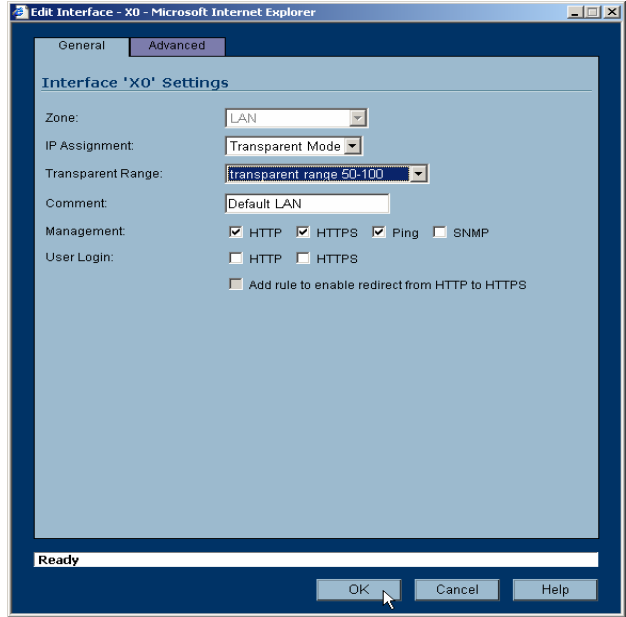 Edit Interface - X0 - Microsoft Internet Explorer
General Advanced
Interface 'X0' Settings
Zone: LAN
IP Assignment: Transparent Mode
Transparent Range: transparent range 50-100
Comment: Default LAN
Management: HTTP HTTPS Ping SNMP
User Login: HTTP HTTPS
Add rule to enable redirect from HTTP to HTTPS
Ready
OK Cancel Help